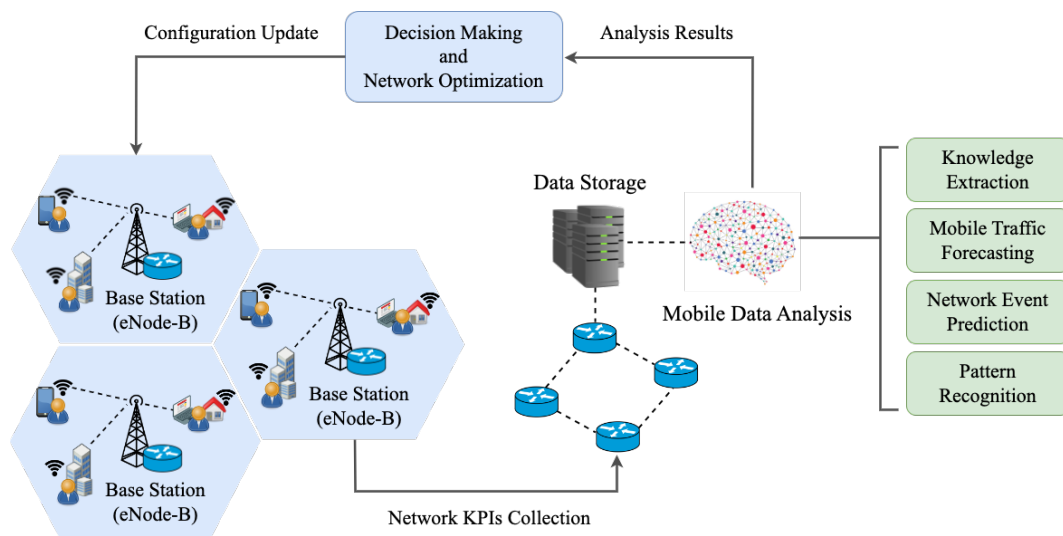 Configuration Update
Decision Making
and
Network Optimization
Analysis Results
Data Storage
Mobile Data Analysis
Knowledge
Extraction
Mobile Traffic
Forecasting
Network Event
Prediction
Pattern
Recognition
Base Station
(eNode-B)
Base Station
(eNode-B)
Base Station
(eNode-B)
Network KPIs Collection